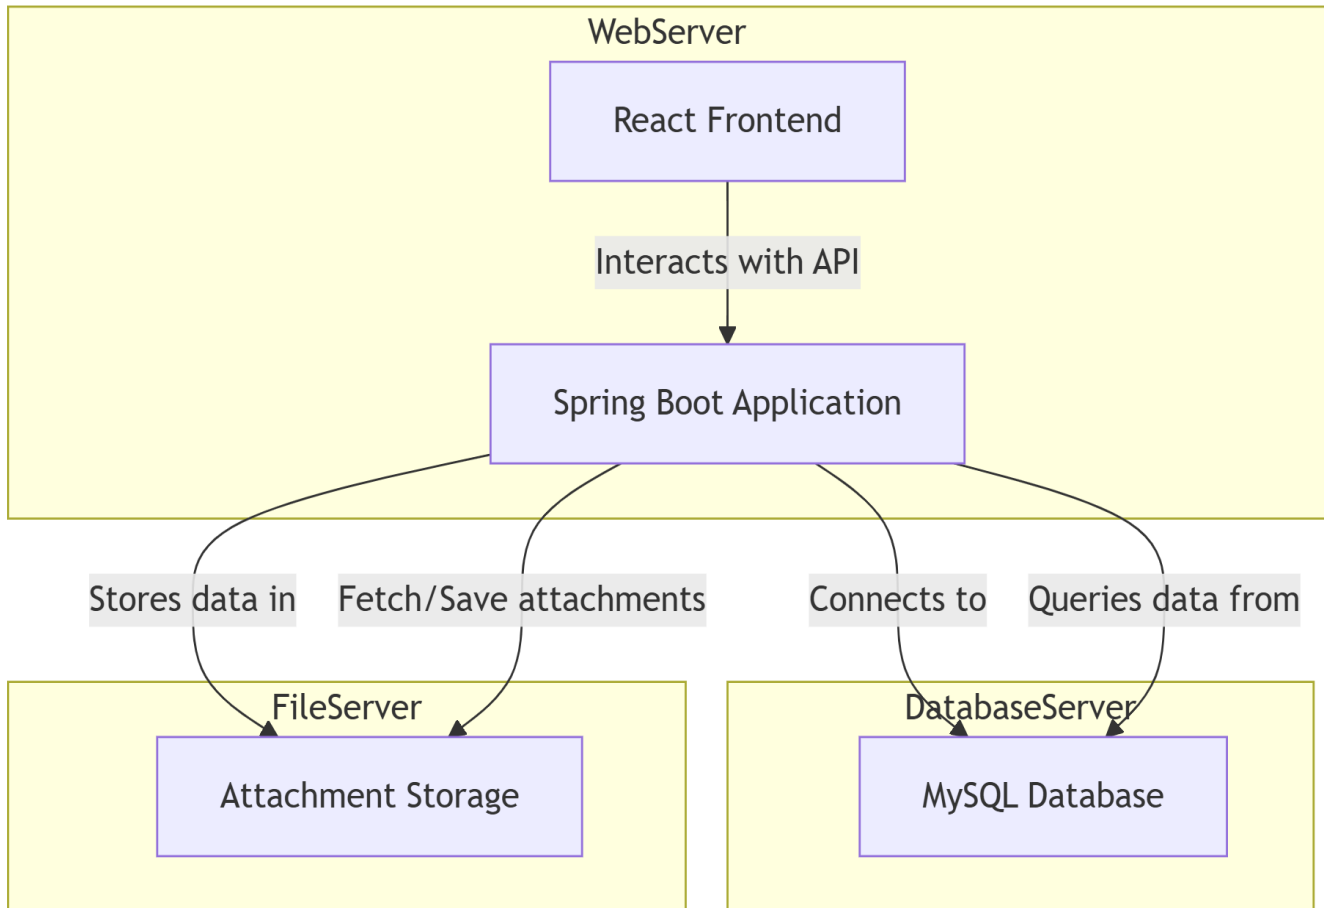 WebServer
React Frontend
Interacts with API
Spring Boot Application
Stores data in
Fetch/Save attachments
Connects to
Queries data from
FileServer
DatabaseServer
Attachment Storage
MySQL Database